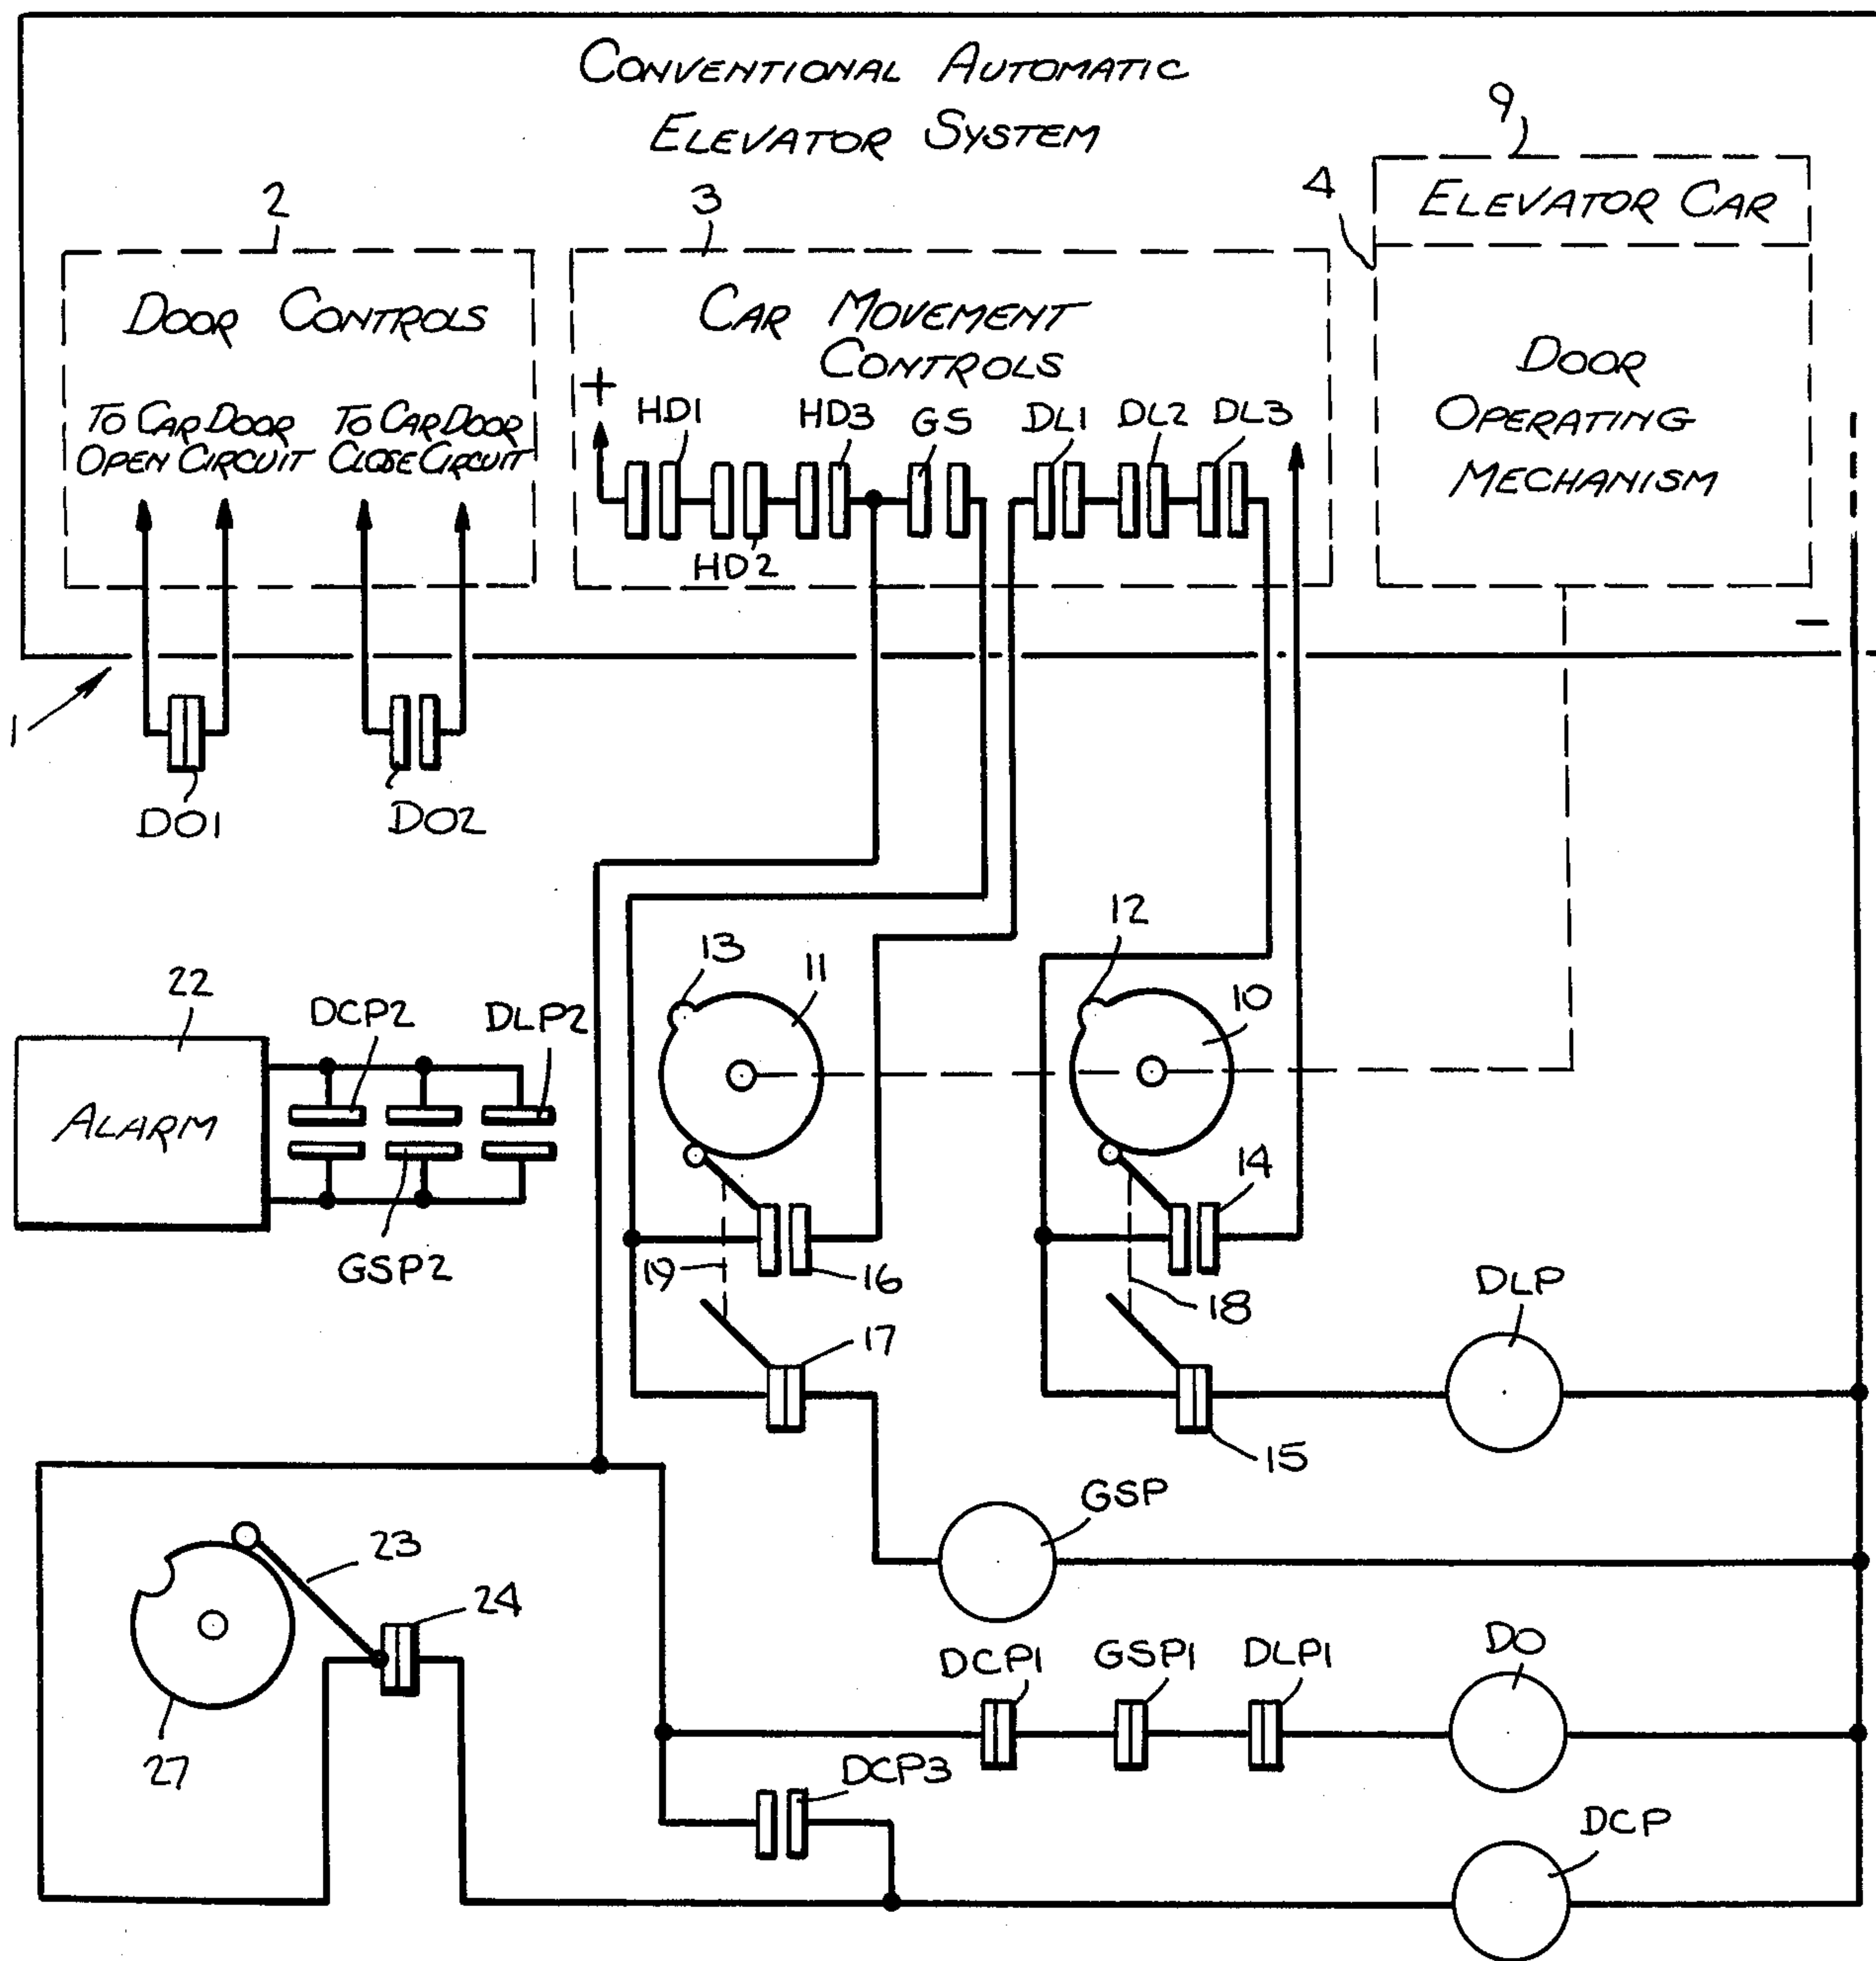 CONVENTIONAL AUTOMATIC
ELEVATOR SYSTEM
9
ELEVATOR CAR
4
2
3
DOOR CONTROLS
TO CAR DOOR
OPEN CIRCUIT
TO CAR DOOR
CLOSE CIRCUIT
CAR MOVEMENT
CONTROLS
+
HD1
HD3
GS
DL1
DL2
DL3
HD2
DOOR
OPERATING
MECHANISM
−
1
DO1
DO2
13
11
12
10
22
DCP2
DLP2
ALARM
GSP2
14
19
16
18
DLP
17
15
GSP
23
24
27
DCP1
GSP1
DLP1
DO
DCP3
DCP